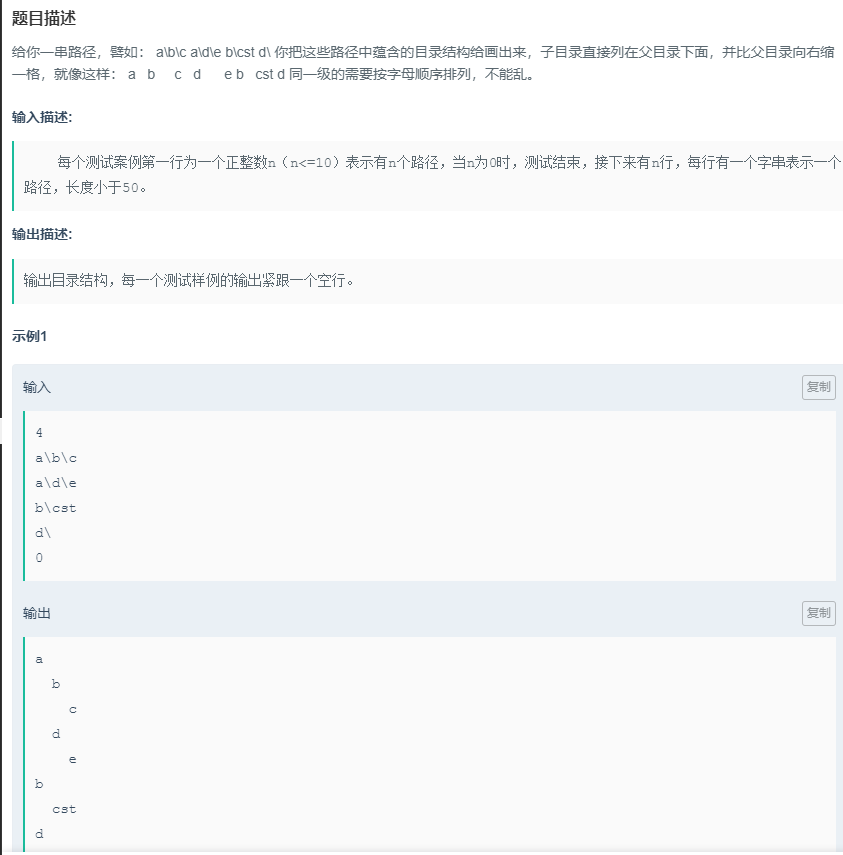 题目描述
给你一串路径，譬如： a\b\c a\d\e b\cst d\ 你把这些路径中蕴含的目录结构给画出来，子目录直接列在父目录下面，并比父目录向右缩
一格，就像这样： a   b     c   d     e b   cst d 同一级的需要按字母顺序排列，不能乱。
输入描述:
每个测试案例第一行为一个正整数n（n<=10）表示有n个路径，当n为0时，测试结束，接下来有n行，每行有一个字串表示一个
路径，长度小于50。
输出描述:
输出目录结构，每一个测试样例的输出紧跟一个空行。
示例1
输入
复制
4
a\b\c
a\d\e
b\cst
d\
0
输出
复制
a
  b
    c
  d
    e
b
  cst
d